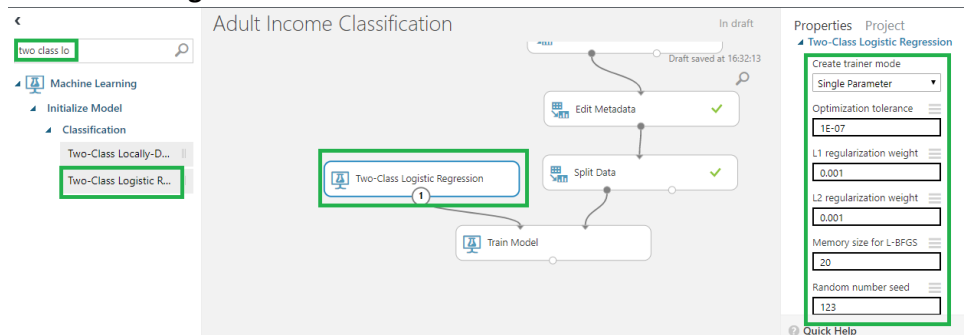 Adult Income Classification
In draft
Draft saved at 16:32:13
two class lo
Machine Learning
Initialize Model
Classification
Two-Class Locally-D...
Two-Class Logistic R...
Edit Metadata
Split Data
Two-Class Logistic Regression
1
Train Model
Properties Project
Two-Class Logistic Regression
Create trainer mode
Single Parameter
Optimization tolerance
1E-07
L1 regularization weight
0.001
L2 regularization weight
0.001
Memory size for L-BFGS
20
Random number seed
123
Quick Help